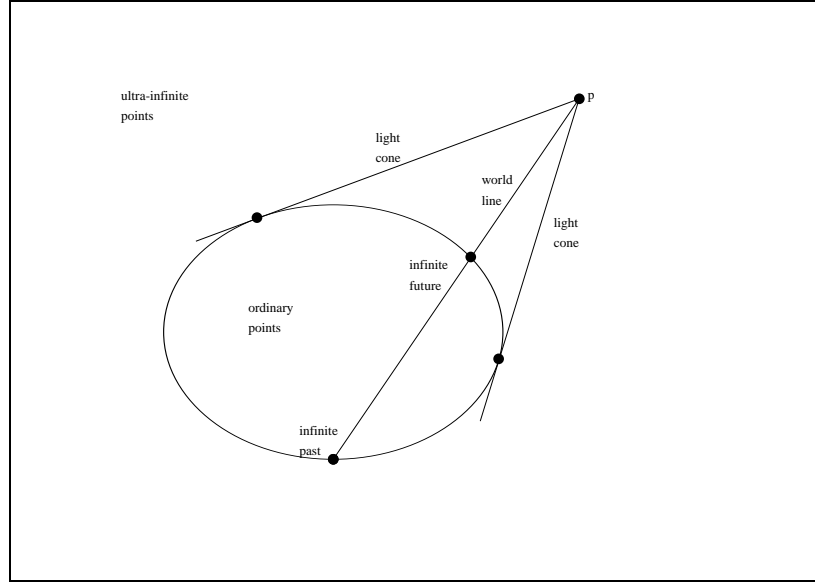 ultra-infinite
points
p
light
cone
world
line
light
cone
infinite
future
ordinary
points
infinite
past